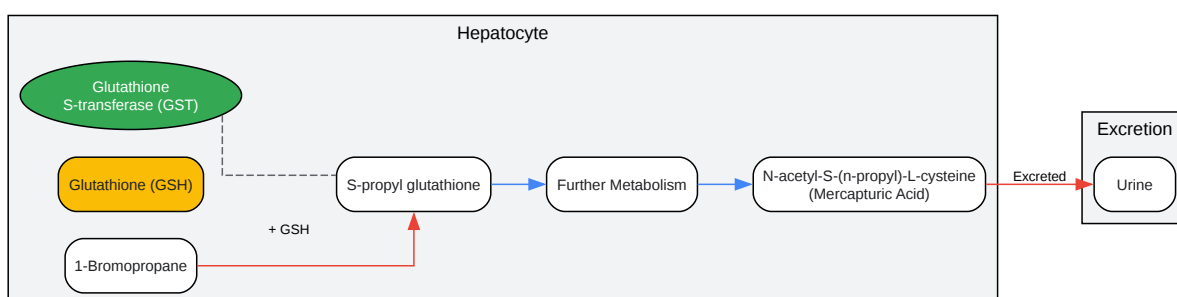 Hepatocyte
Glutathione
S-transferase (GST)
Excretion
Glutathione (GSH)
S-propyl glutathione
Further Metabolism
N-acetyl-S-(n-propyl)-L-cysteine
(Mercapturic Acid)
Excreted
Urine
+ GSH
1-Bromopropane